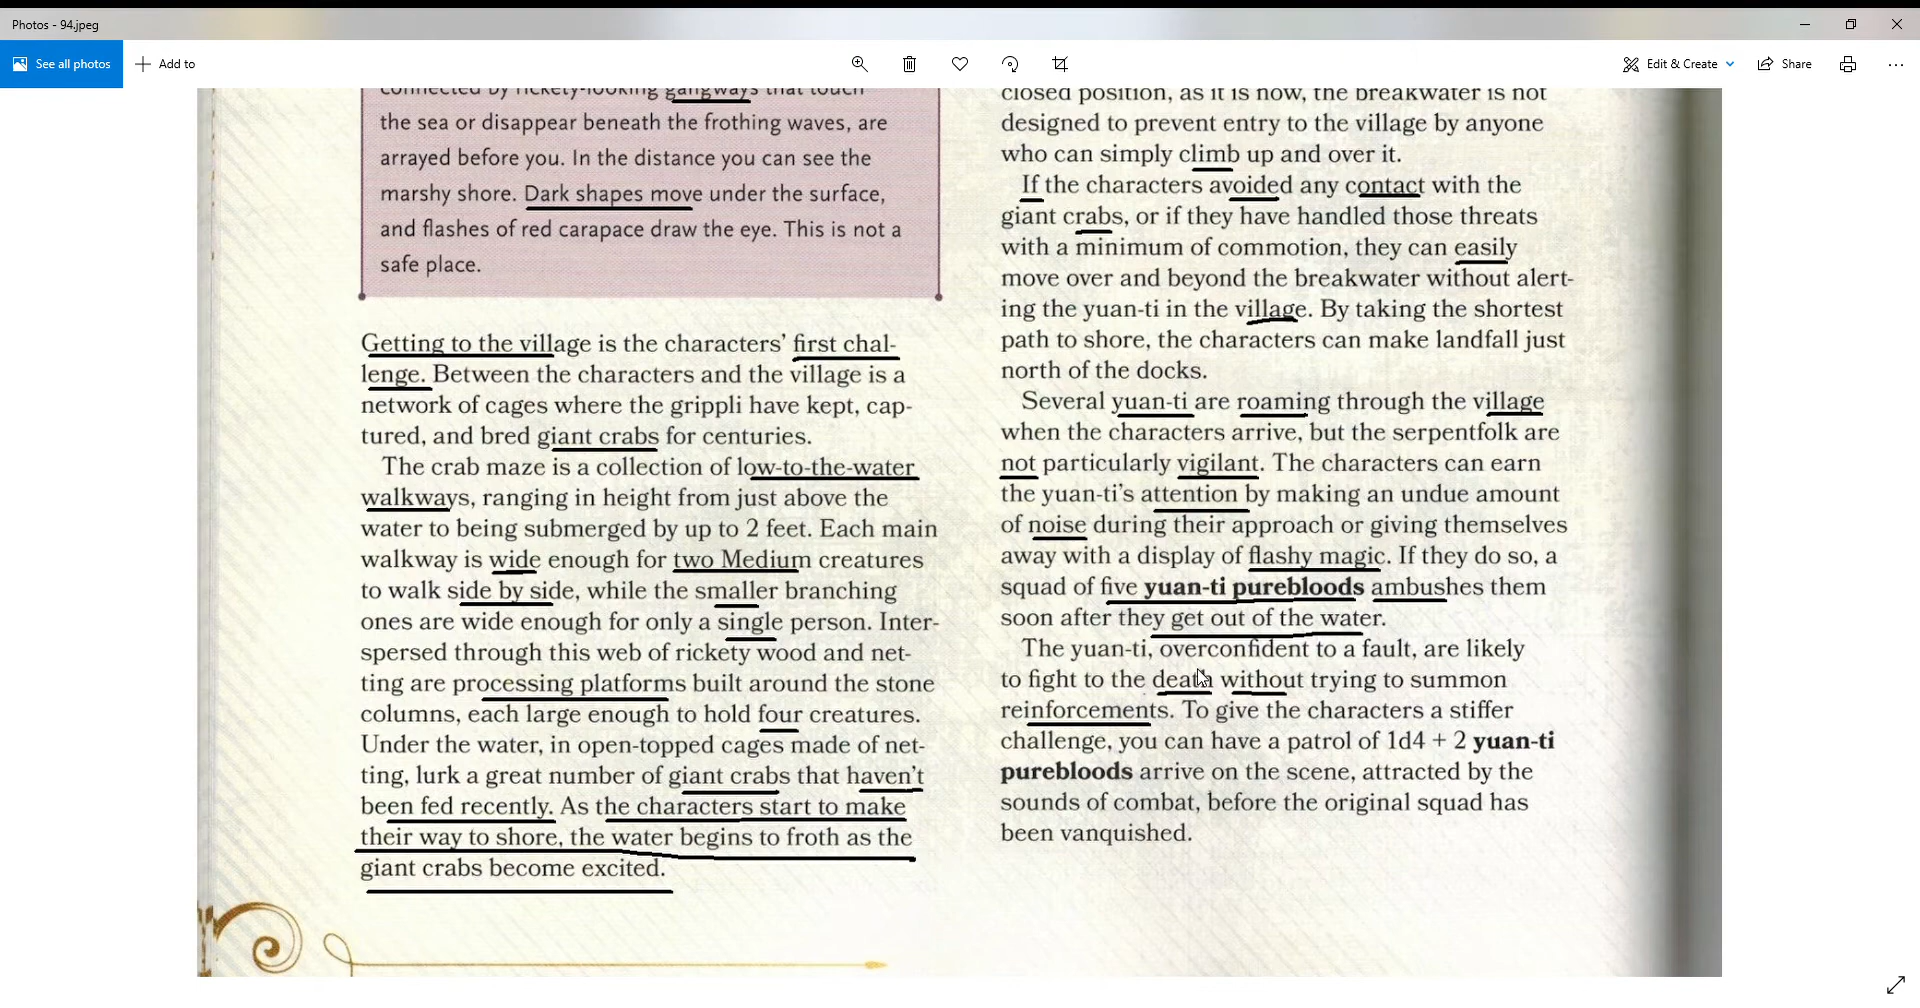 Photos - 94.jpeg
See all photos
Add to
Edit & Create
Share
connected by rickety-looking gangways that touch
the sea or disappear beneath the frothing waves, are
arrayed before you. In the distance you can see the
marshy shore. Dark shapes move under the surface,
and flashes of red carapace draw the eye. This is not a
safe place.
Getting to the village is the characters’ first chal-
lenge. Between the characters and the village is a
network of cages where the grippli have kept, cap-
tured, and bred giant crabs for centuries.
The crab maze is a collection of low-to-the-water
walkways, ranging in height from just above the
water to being submerged by up to 2 feet. Each main
walkway is wide enough for two Medium creatures
to walk side by side, while the smaller branching
ones are wide enough for only a single person. Inter-
spersed through this web of rickety wood and net-
ting are processing platforms built around the stone
columns, each large enough to hold four creatures.
Under the water, in open-topped cages made of net-
ting, lurk a great number of giant crabs that haven’t
been fed recently. As the characters start to make
their way to shore, the water begins to froth as the
giant crabs become excited.
closed position, as it is now, the breakwater is not
designed to prevent entry to the village by anyone
who can simply climb up and over it.
If the characters avoided any contact with the
giant crabs, or if they have handled those threats
with a minimum of commotion, they can easily
move over and beyond the breakwater without alert-
ing the yuan-ti in the village. By taking the shortest
path to shore, the characters can make landfall just
north of the docks.
Several yuan-ti are roaming through the village
when the characters arrive, but the serpentfolk are
not particularly vigilant. The characters can earn
the yuan-ti’s attention by making an undue amount
of noise during their approach or giving themselves
away with a display of flashy magic. If they do so, a
squad of five yuan-ti purebloods ambushes them
soon after they get out of the water.
The yuan-ti, overconfident to a fault, are likely
to fight to the death without trying to summon
reinforcements. To give the characters a stiffer
challenge, you can have a patrol of 1d4 + 2 yuan-ti
purebloods arrive on the scene, attracted by the
sounds of combat, before the original squad has
been vanquished.